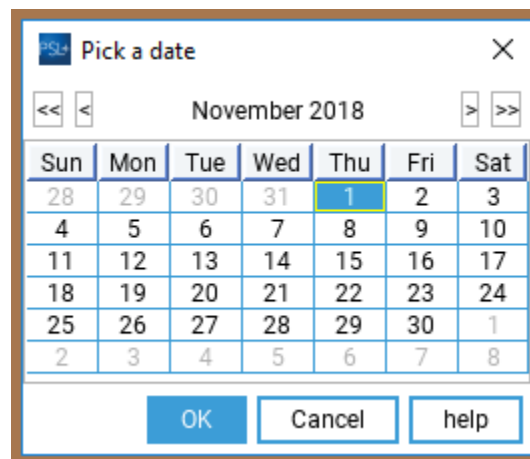 PSL+ Pick a date
<< < November 2018 > >>
Sun Mon Tue Wed Thu Fri Sat
28 29 30 31 1 2 3
4 5 6 7 8 9 10
11 12 13 14 15 16 17
18 19 20 21 22 23 24
25 26 27 28 29 30 1
2 3 4 5 6 7 8
OK Cancel help